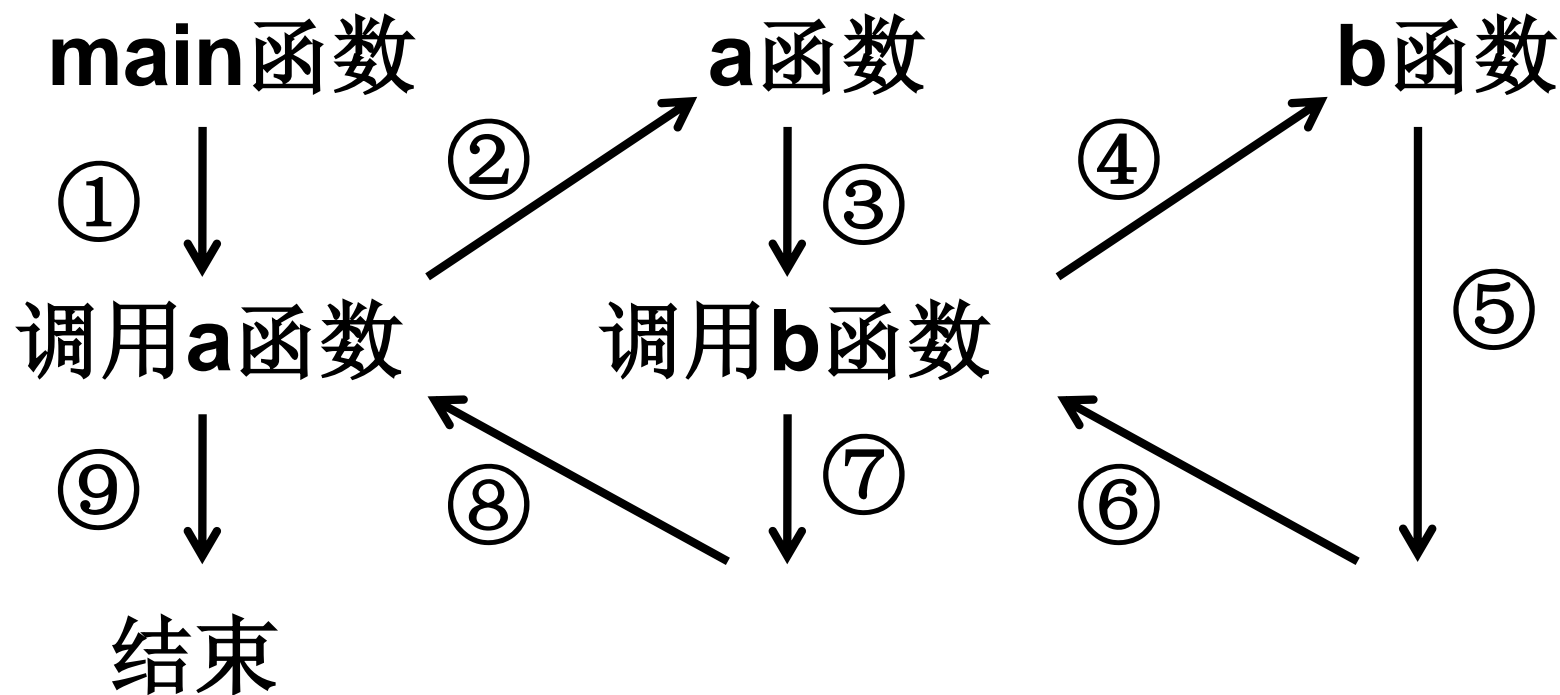 main函数 a函数 b函数
① ② ③ ④
调用a函数 调用b函数 ⑤
⑨ ⑧ ⑦ ⑥
结束